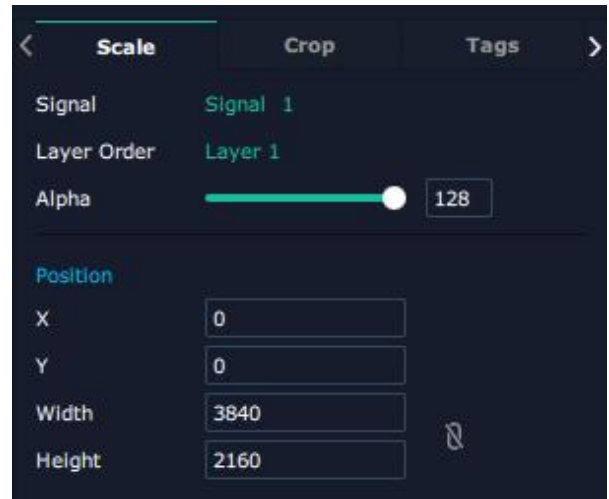 Scale Crop Tags
Signal Signal 1
Layer Order Layer 1
Alpha 128
Position
X 0
Y 0
Width 3840
Height 2160